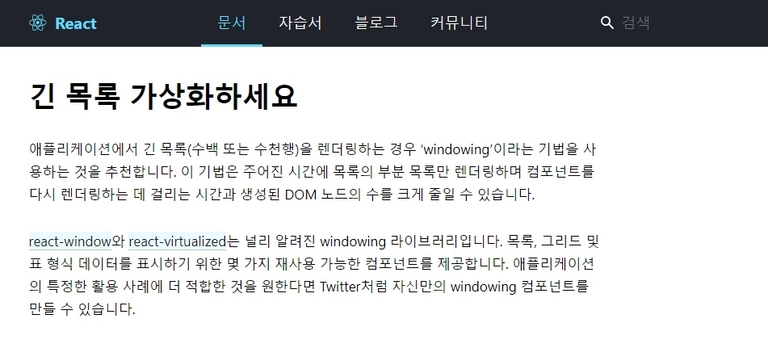 React 문서 자습서 블로그 커뮤니티 검색
긴 목록 가상화하세요
애플리케이션에서 긴 목록(수백 또는 수천행)을 렌더링하는 경우 ‘windowing’이라는 기법을 사
용하는 것을 추천합니다. 이 기법은 주어진 시간에 목록의 부분 목록만 렌더링하며 컴포넌트를
다시 렌더링하는 데 걸리는 시간과 생성된 DOM 노드의 수를 크게 줄일 수 있습니다.
react-window와 react-virtualized는 널리 알려진 windowing 라이브러리입니다. 목록, 그리드 및
표 형식 데이터를 표시하기 위한 몇 가지 재사용 가능한 컴포넌트를 제공합니다. 애플리케이션
의 특정한 활용 사례에 더 적합한 것을 원한다면 Twitter처럼 자신만의 windowing 컴포넌트를
만들 수 있습니다.